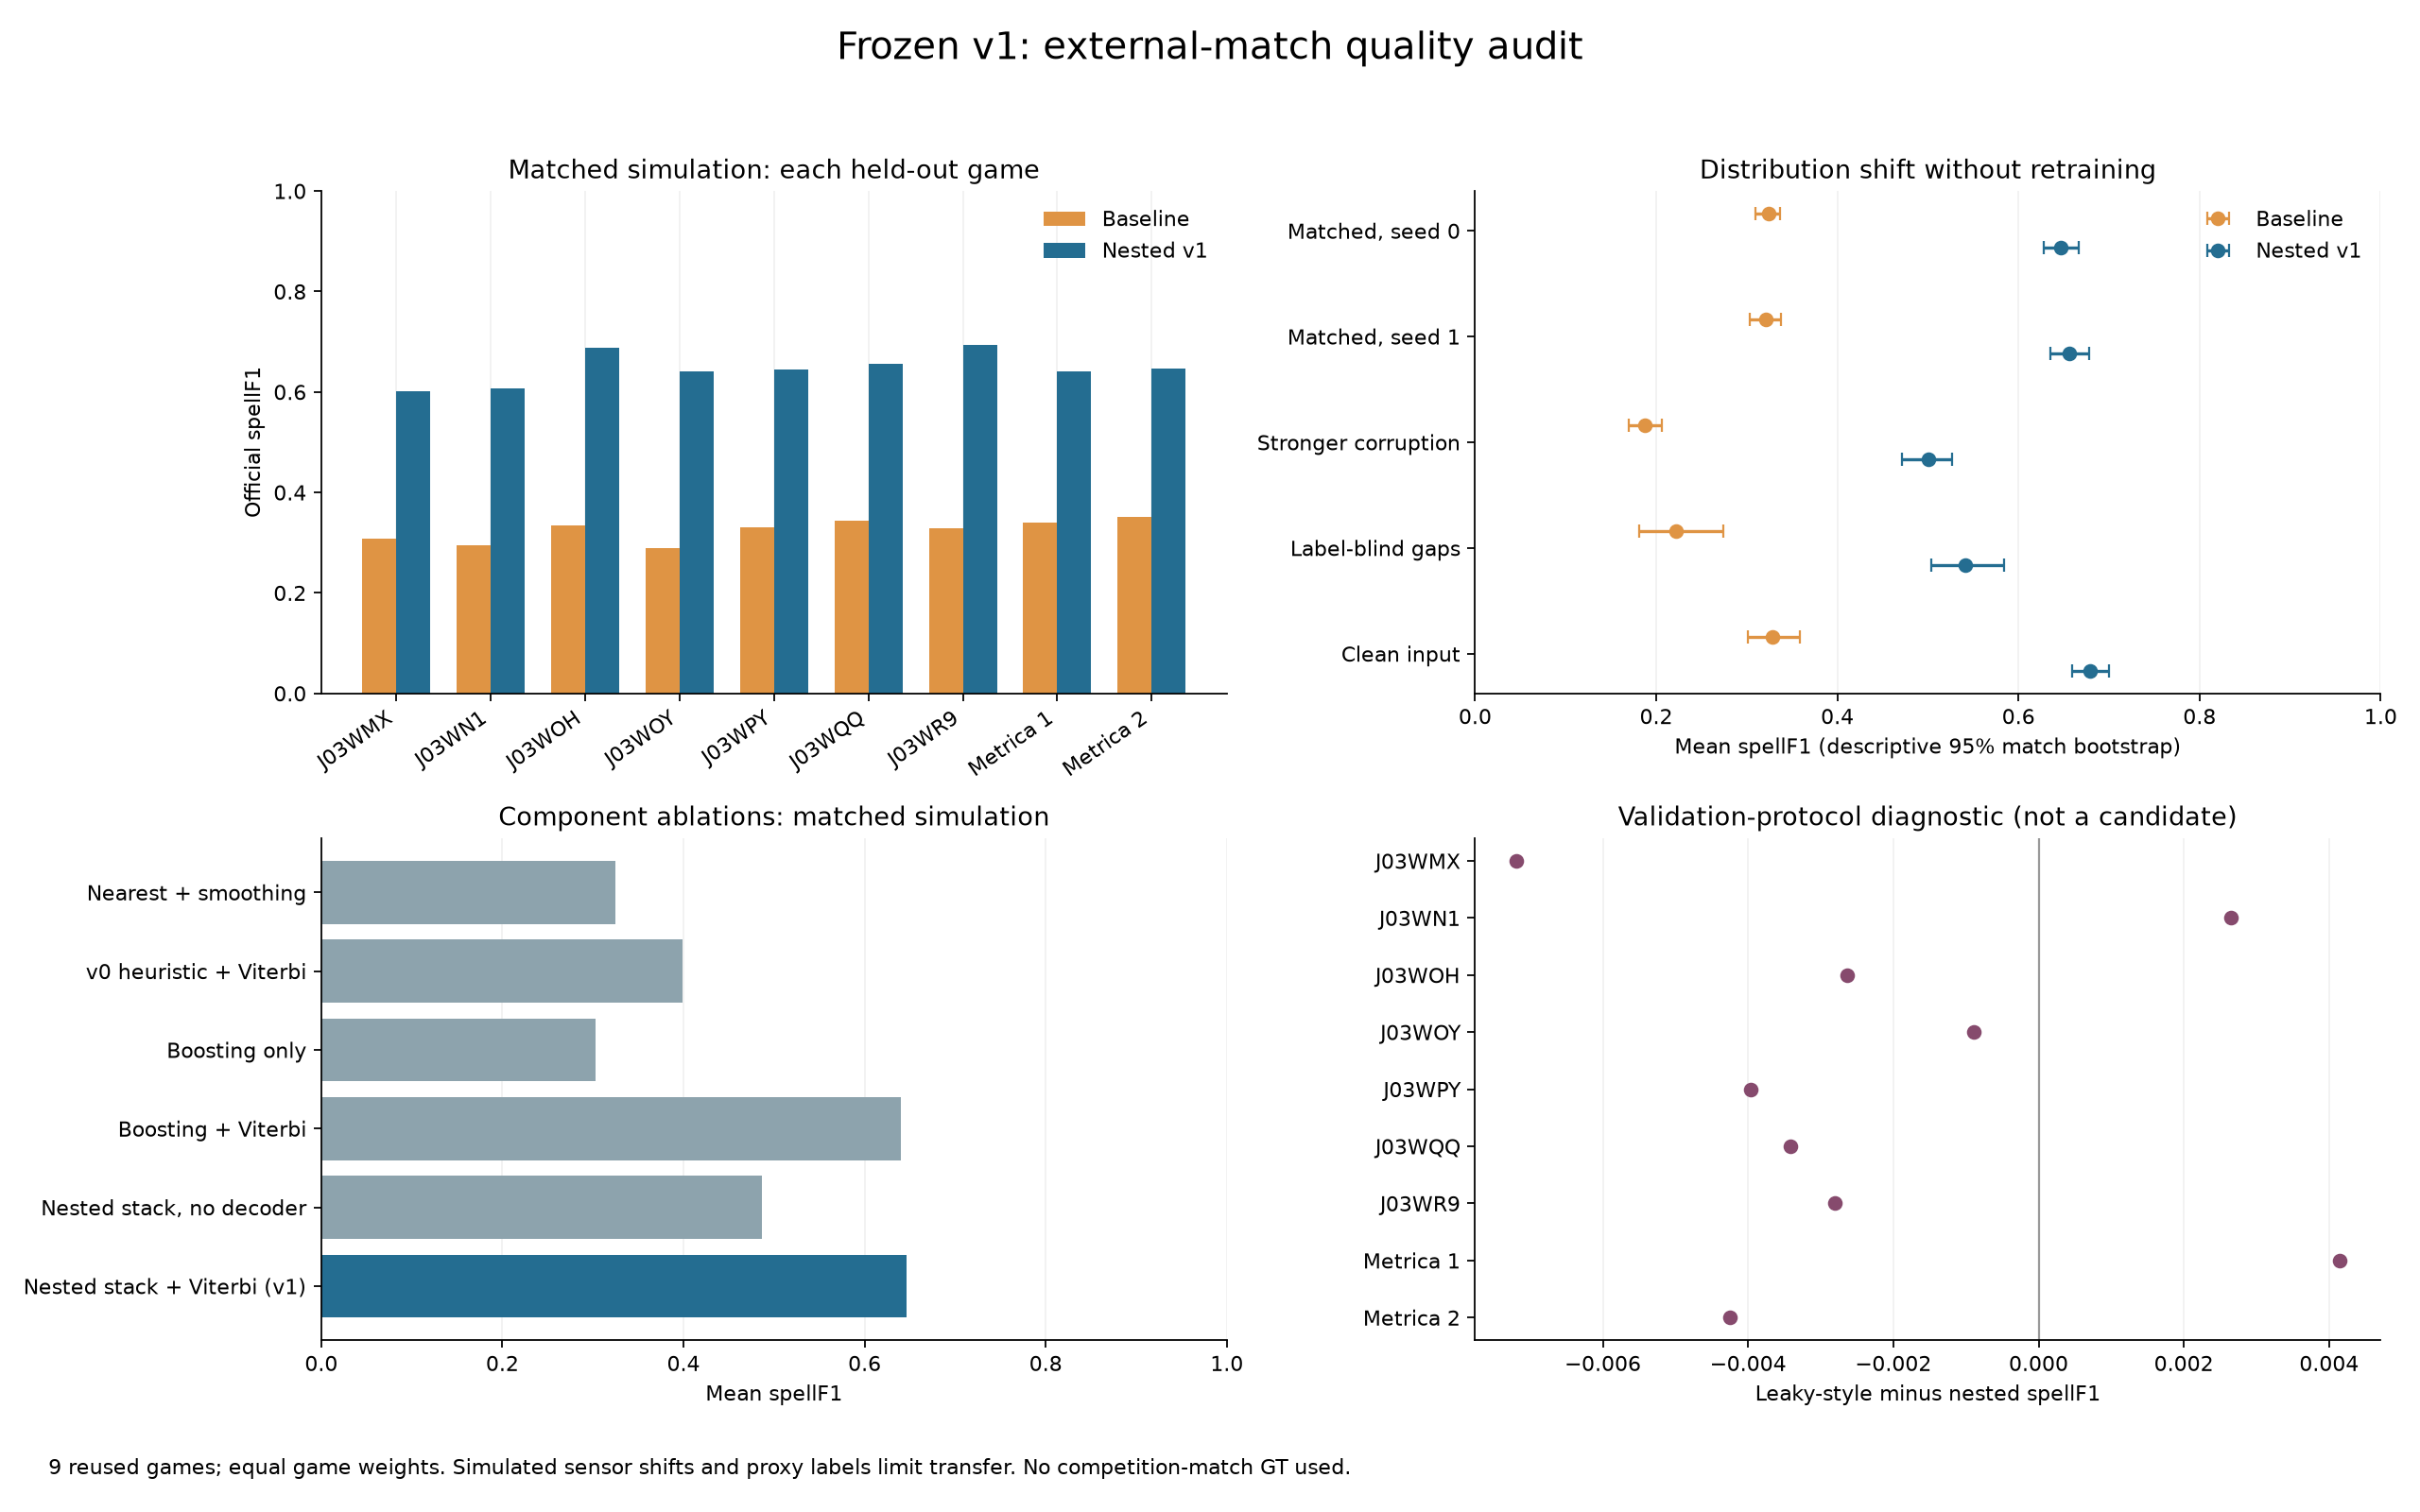 Frozen v1: external-match quality audit
Matched simulation: each held-out game
Official spellF1
1.0
0.8
0.6
0.4
0.2
0.0
Baseline
Nested v1
J03WMX
J03WN1
J03WOH
J03WOY
J03WPY
J03WQQ
J03WR9
Metrica 1
Metrica 2
Distribution shift without retraining
Matched, seed 0
Matched, seed 1
Stronger corruption
Label-blind gaps
Clean input
Baseline
Nested v1
0.0 0.2 0.4 0.6 0.8 1.0
Mean spellF1 (descriptive 95% match bootstrap)
Component ablations: matched simulation
Nearest + smoothing
v0 heuristic + Viterbi
Boosting only
Boosting + Viterbi
Nested stack, no decoder
Nested stack + Viterbi (v1)
0.0 0.2 0.4 0.6 0.8 1.0
Mean spellF1
Validation-protocol diagnostic (not a candidate)
J03WMX
J03WN1
J03WOH
J03WOY
J03WPY
J03WQQ
J03WR9
Metrica 1
Metrica 2
−0.006 −0.004 −0.002 0.000 0.002 0.004
Leaky-style minus nested spellF1
9 reused games; equal game weights. Simulated sensor shifts and proxy labels limit transfer. No competition-match GT used.